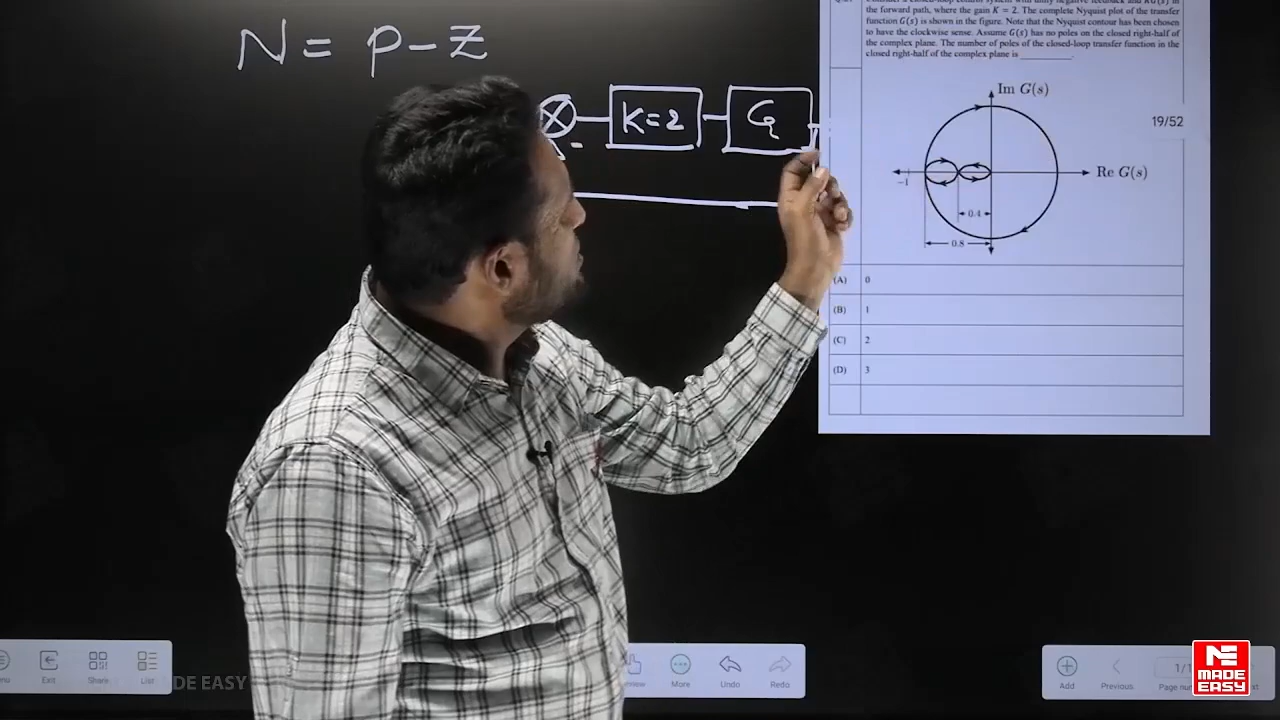 N = P - Z
K=2
G
the forward path, where the gain K = 2. The complete Nyquist plot of the transfer
function G(s) is shown in the figure. Note that the Nyquist contour has been chosen
to have the clockwise sense. Assume G(s) has no poles on the closed right-half of
the complex plane. The number of poles of the closed-loop transfer function in the
closed right-half of the complex plane is ________.
Im G(s)
19/52
Re G(s)
-1
0.4
0.8
(A) 0
(B) 1
(C) 2
(D) 3
Exit
Share
List
DE EASY
More
Undo
Redo
Add
Previous
MADE
EASY